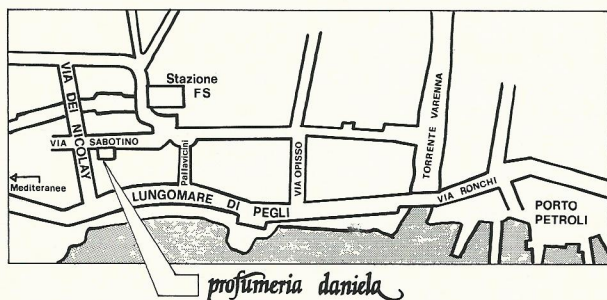 Stazione
FS
VIA DEI NICOLAY
VIA SABOTINO
Mediteranee
Pallavicini
VIA OPISSO
TORRENTE VARENNA
LUNGOMARE DI PEGLI
VIA RONCHI
PORTO
PETROLI
profumeria daniela